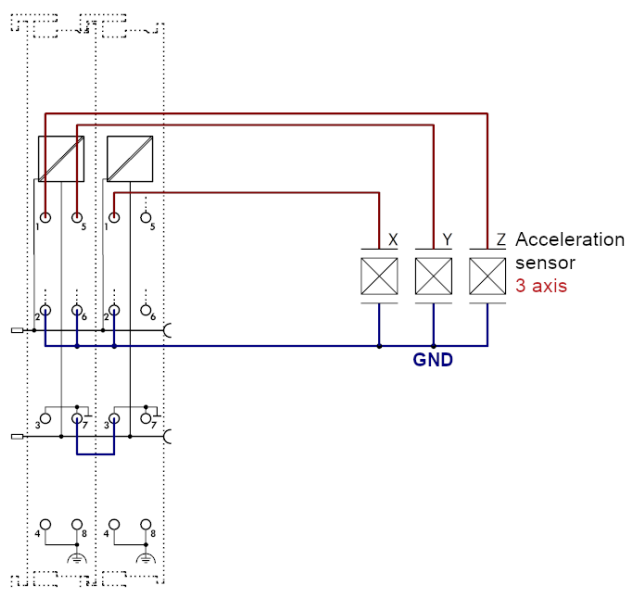 1 5 1 5
X Y Z Acceleration
sensor
3 axis
2 6 2 6
GND
3 7 3 7
4 8 4 8